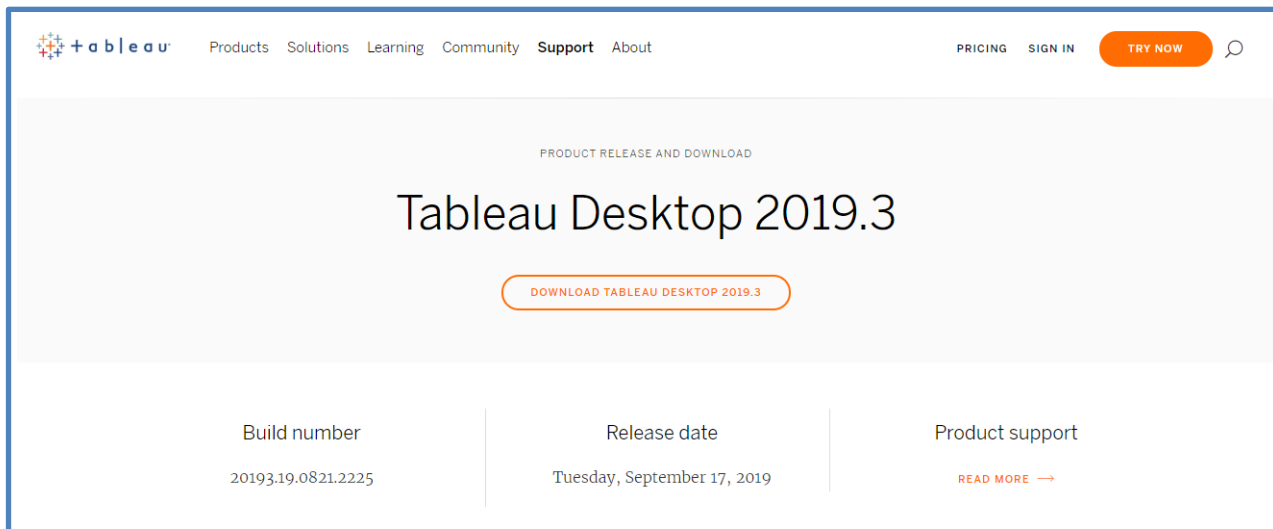 + a b | e a u
Products Solutions Learning Community Support About
PRICING SIGN IN TRY NOW
PRODUCT RELEASE AND DOWNLOAD
Tableau Desktop 2019.3
DOWNLOAD TABLEAU DESKTOP 2019.3
Build number Release date Product support
20193.19.0821.2225 Tuesday, September 17, 2019 READ MORE →